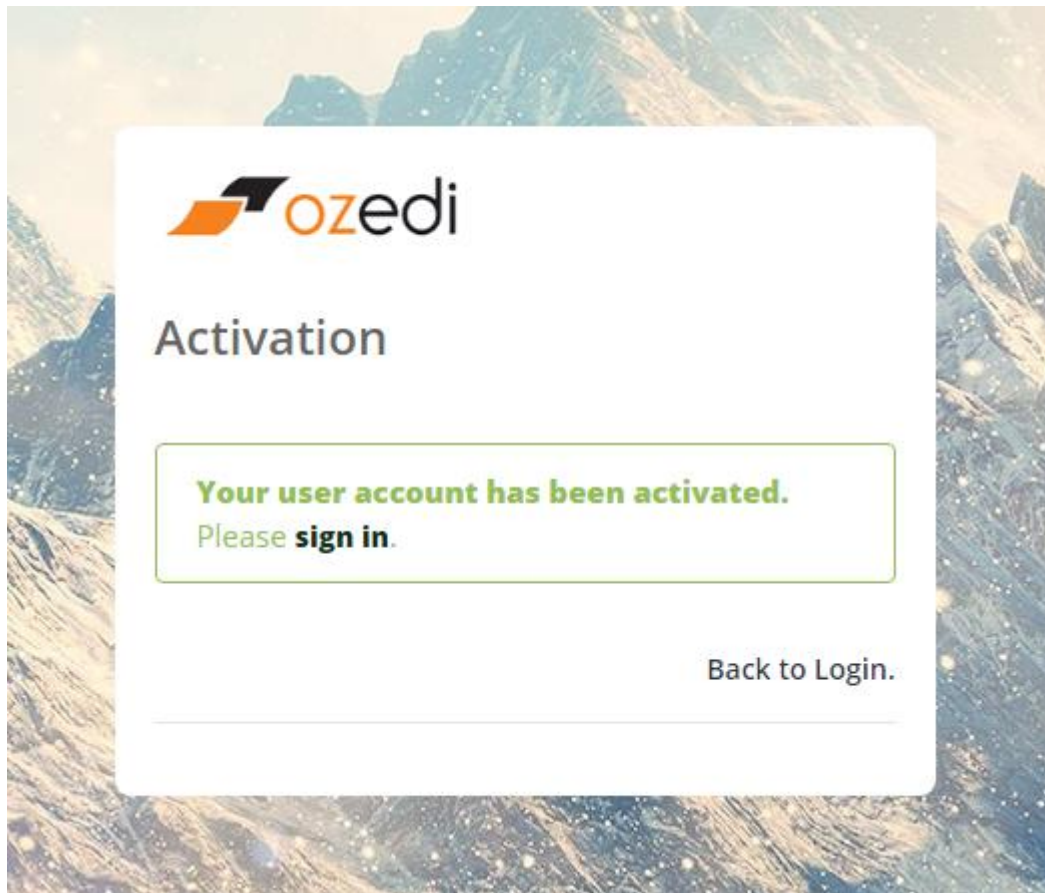 ozedi
Activation
Your user account has been activated.
Please sign in.
Back to Login.